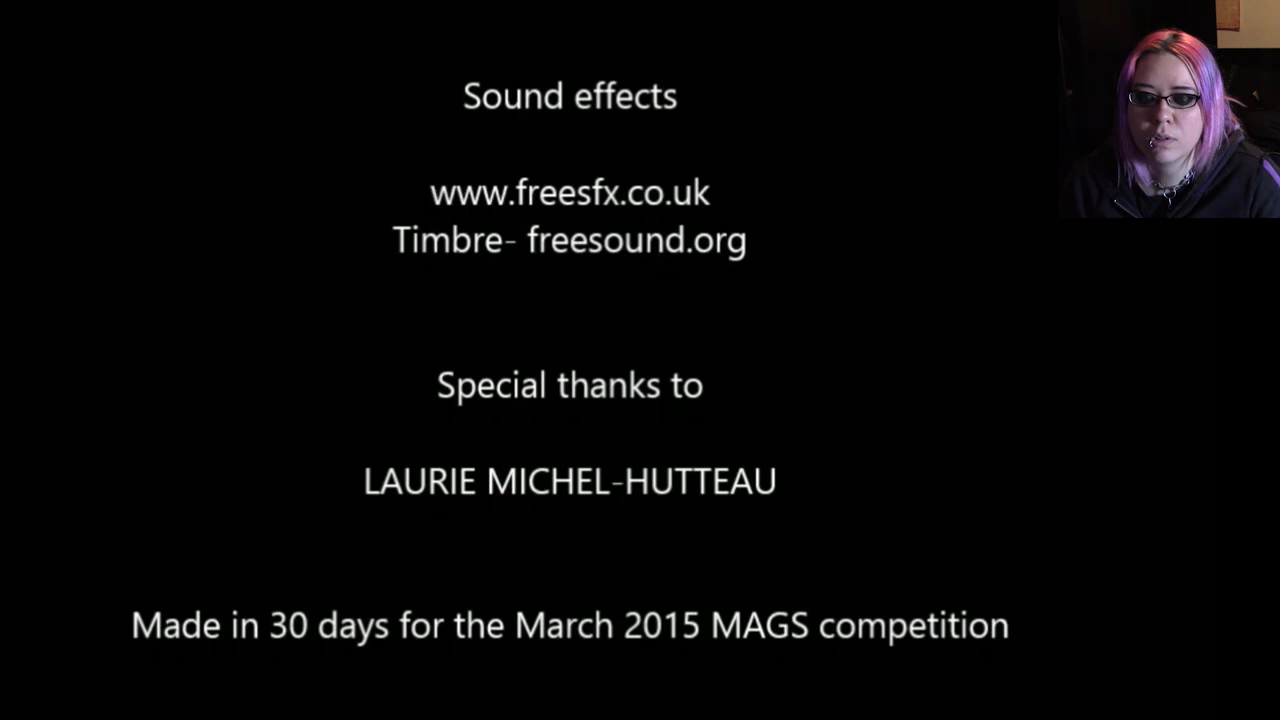 Sound effects
www.freesfx.co.uk
Timbre- freesound.org
Special thanks to
LAURIE MICHEL-HUTTEAU
Made in 30 days for the March 2015 MAGS competition